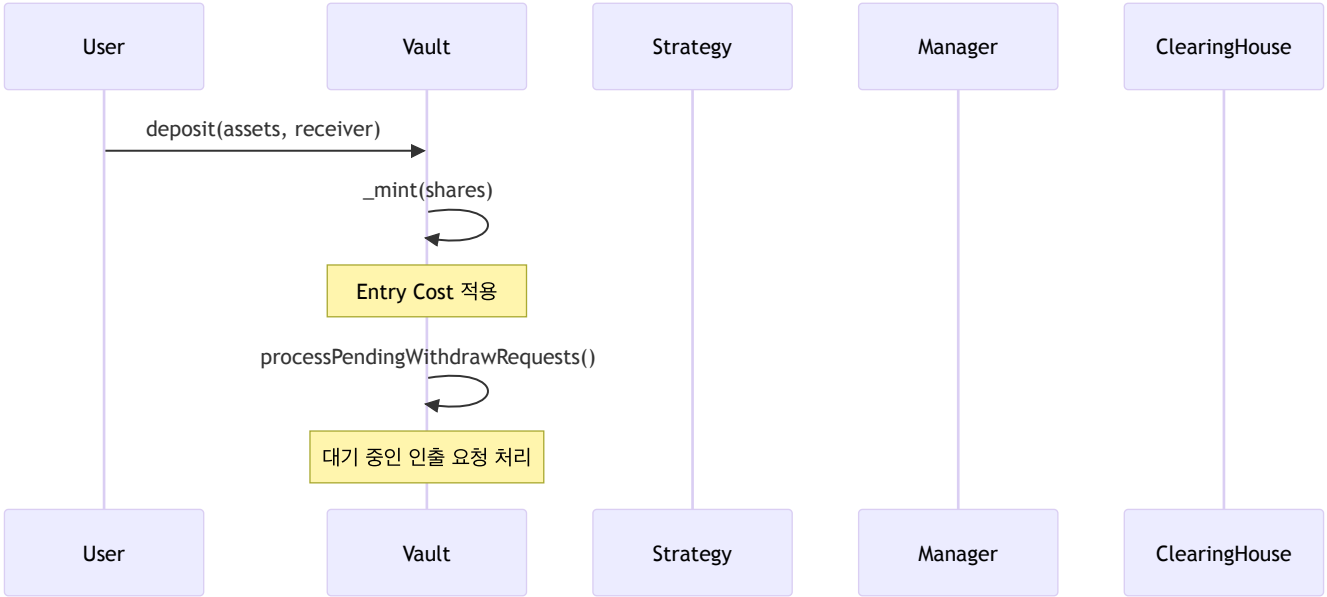 User
Vault
Strategy
Manager
ClearingHouse
deposit(assets, receiver)
_mint(shares)
Entry Cost 적용
processPendingWithdrawRequests()
대기 중인 인출 요청 처리
User
Vault
Strategy
Manager
ClearingHouse